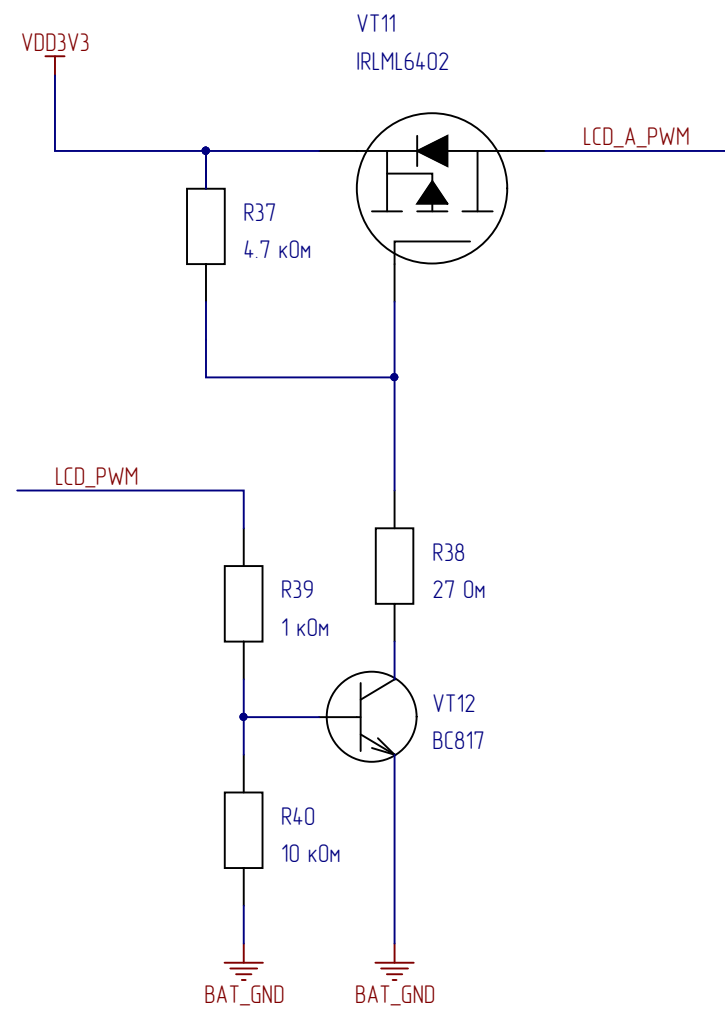 VT11
IRLML6402
VDD3V3
LCD_A_PWM
R37
4.7 кОм
LCD_PWM
R38
27 Ом
R39
1 кОм
VT12
BC817
R40
10 кОм
BAT_GND
BAT_GND